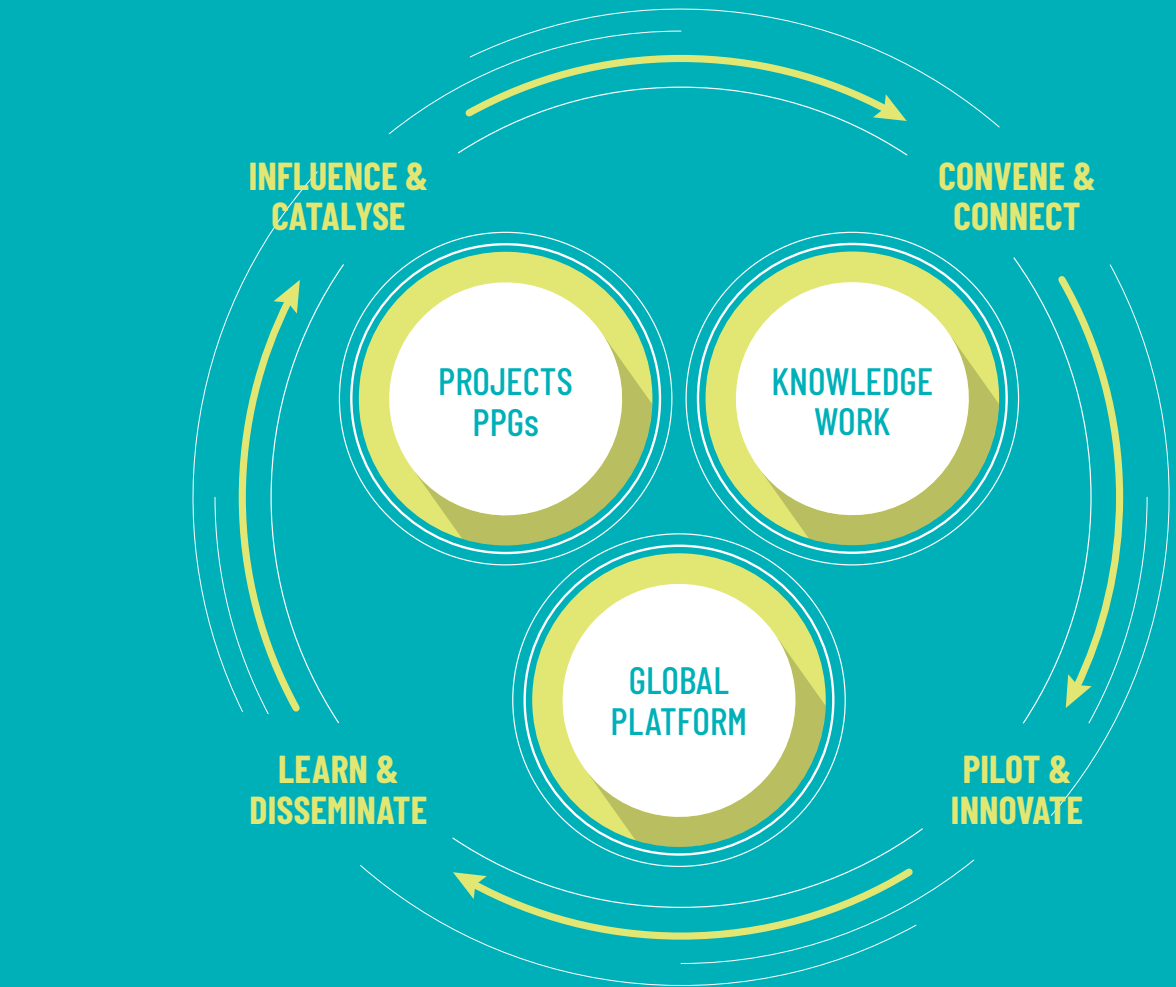 INFLUENCE &
CATALYSE
CONVENE &
CONNECT
PROJECTS
PPGs
KNOWLEDGE
WORK
GLOBAL
PLATFORM
LEARN &
DISSEMINATE
PILOT &
INNOVATE